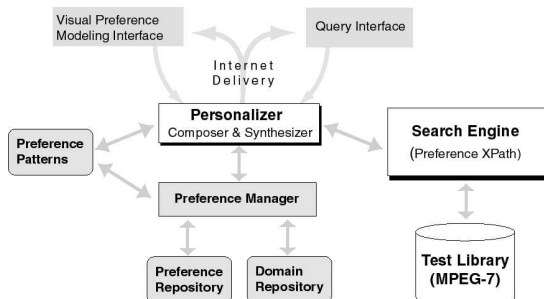 Visual Preference
Modeling Interface
Query Interface
Internet
Delivery
Personalizer
Composer & Synthesizer
Search Engine
(Preference XPath)
Preference
Patterns
Preference Manager
Preference
Repository
Domain
Repository
Test Library
(MPEG-7)